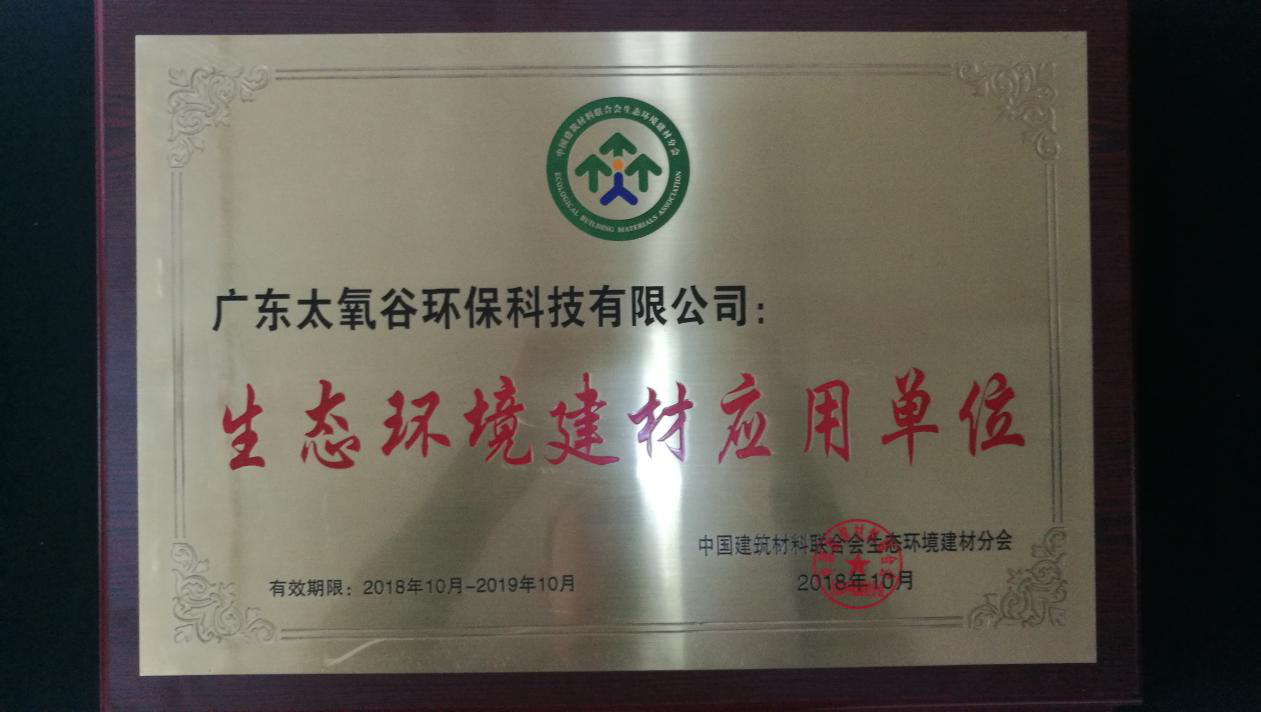 中国建筑材料联合会生态环境建材分会
ECOLOGICAL BUILDING MATERIALS ASSOCIATION
广东太氧谷环保科技有限公司：
生态环境建材应用单位
中国建筑材料联合会生态环境建材分会
有效期限：2018年10月-2019年10月
2018年10月